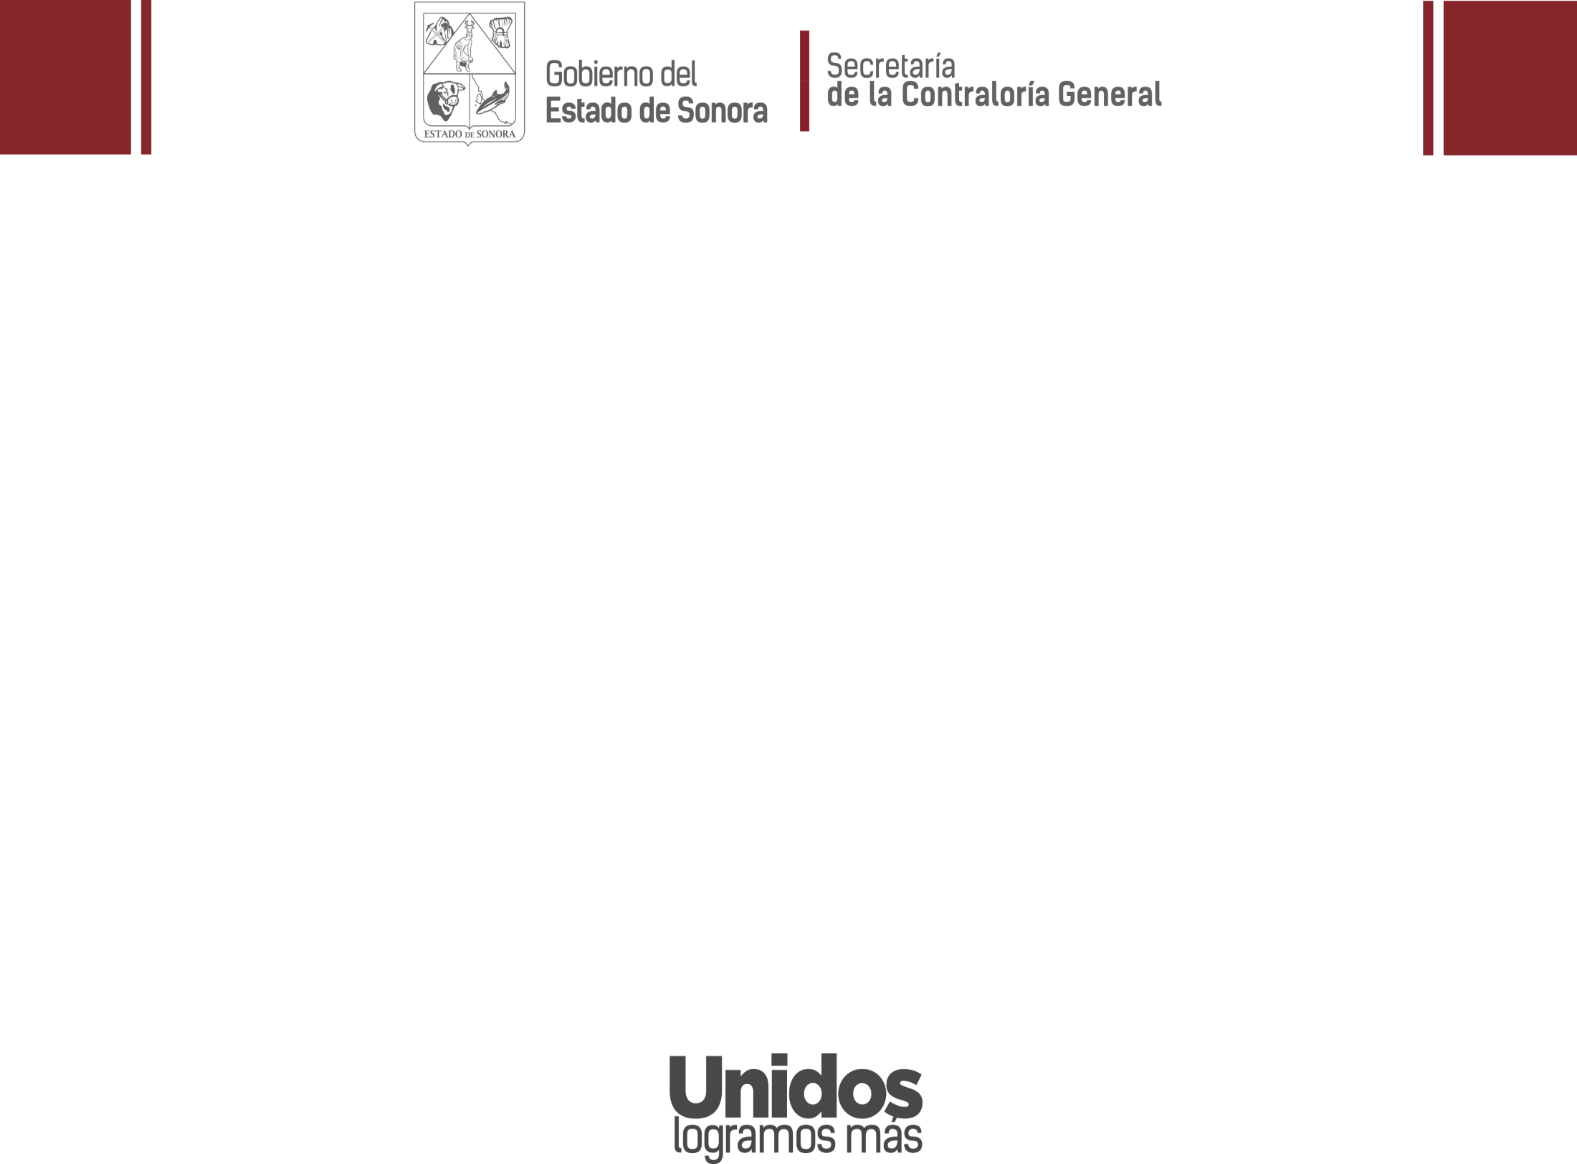 ESTADO DE SONORA
Gobierno del
Estado de Sonora
Secretaría
de la Contraloría General
Unidos
logramos más